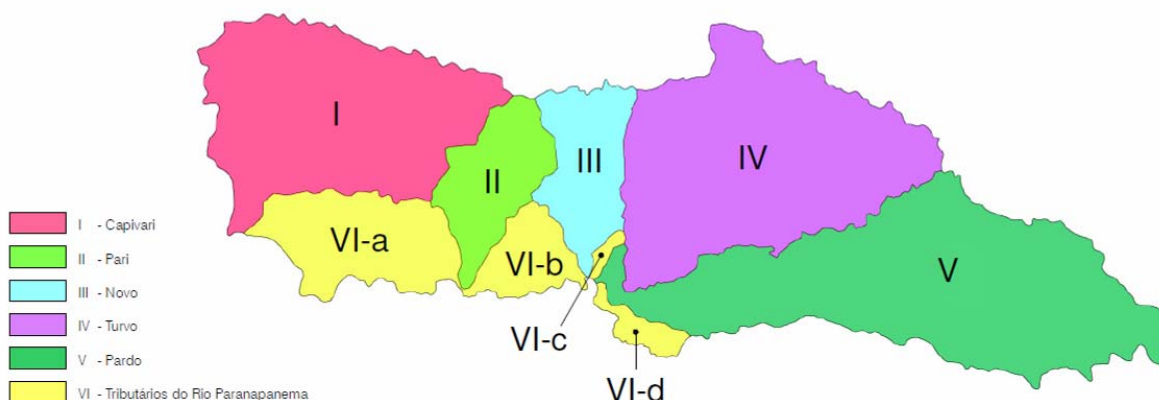 I
II
III
IV
V
VI-a
VI-b
VI-c
VI-d
I - Capivari
II - Pari
III - Novo
IV - Turvo
V - Pardo
VI - Tributários do Rio Paranapanema